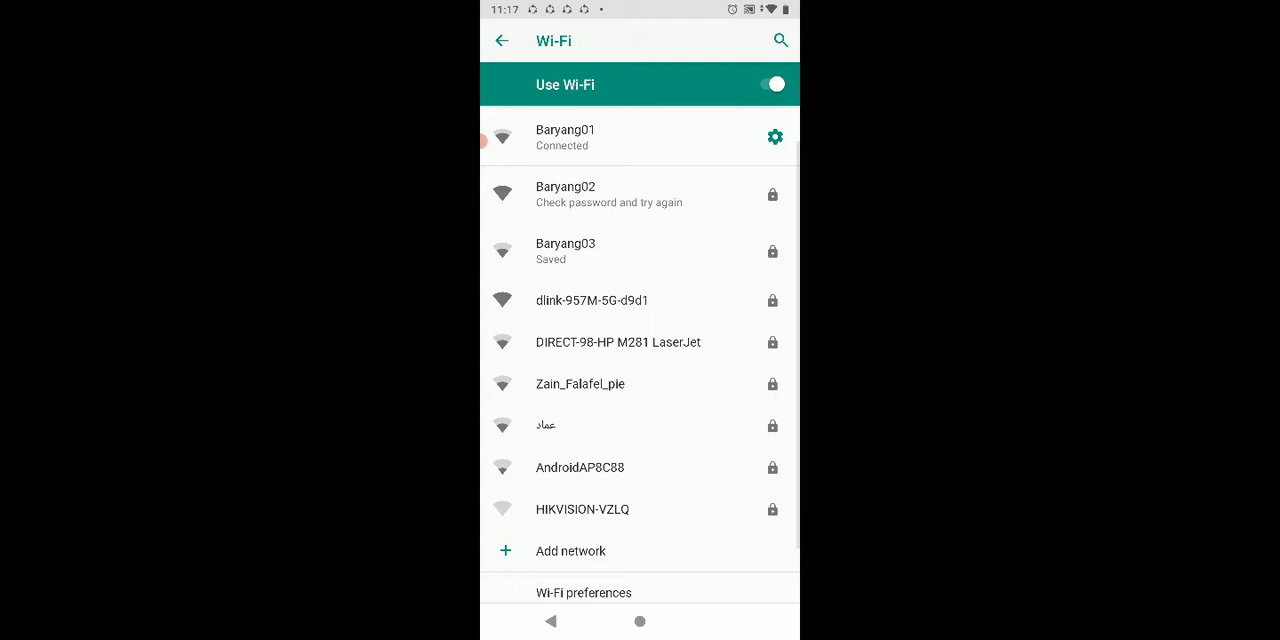 11:17
Wi-Fi
Use Wi-Fi
Baryang01
Connected
Baryang02
Check password and try again
Baryang03
Saved
dlink-957M-5G-d9d1
DIRECT-98-HP M281 LaserJet
Zain_Falafel_pie
عماد
AndroidAP8C88
HIKVISION-VZLQ
Add network
Wi-Fi preferences